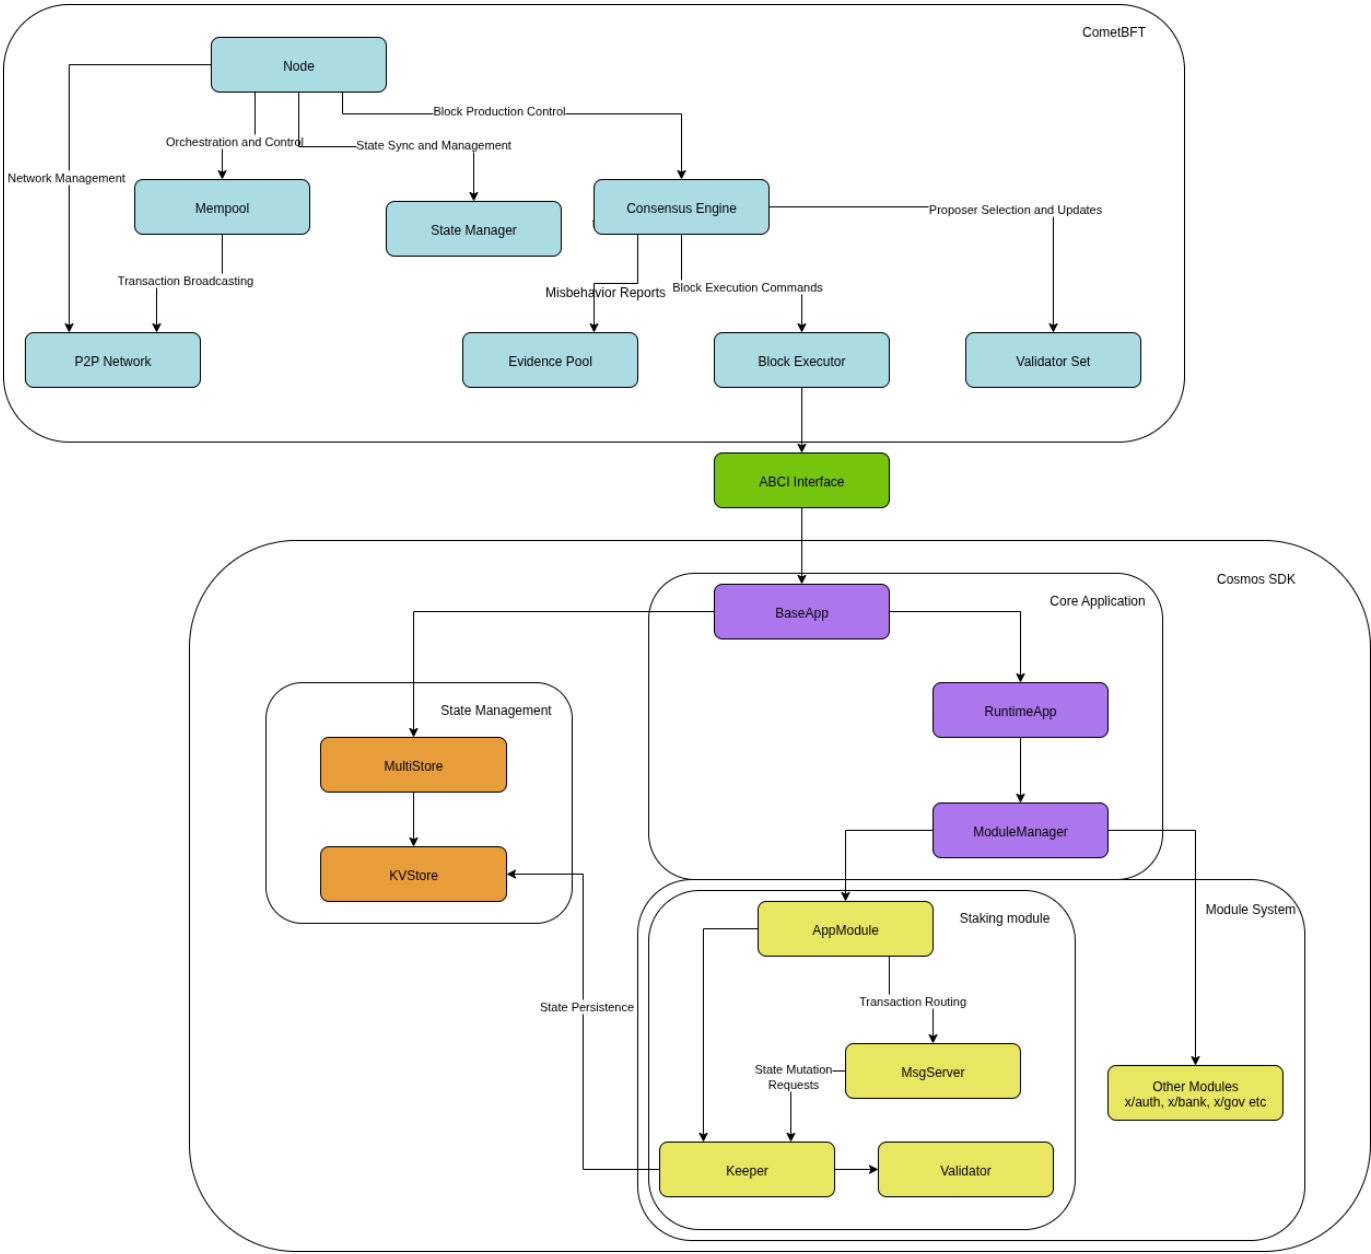 CometBFT
Node
Block Production Control
Orchestration and Control
State Sync and Management
Network Management
Mempool
Consensus Engine
Proposer Selection and Updates
State Manager
Transaction Broadcasting
Misbehavior Reports
Block Execution Commands
P2P Network
Evidence Pool
Block Executor
Validator Set
ABCI Interface
Cosmos SDK
Core Application
BaseApp
State Management
RuntimeApp
MultiStore
ModuleManager
KVStore
Module System
Staking module
AppModule
Transaction Routing
State Persistence
State Mutation
Requests
MsgServer
Other Modules
x/auth, x/bank, x/gov etc
Keeper
Validator